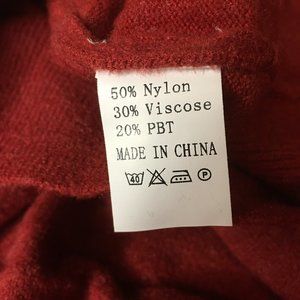 50% Nylon
30% Viscose
20% PBT
MADE IN CHINA
40 P